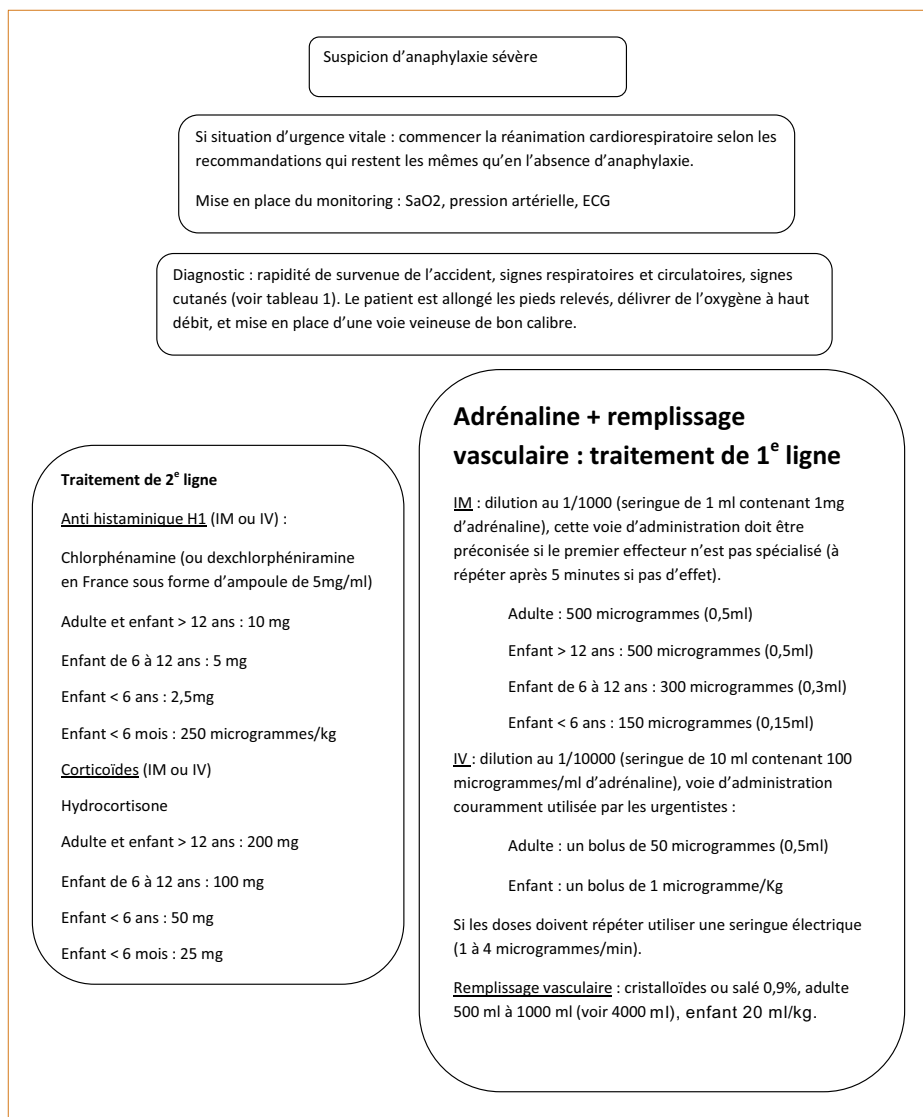 Suspicion d’anaphylaxie sévère
Si situation d’urgence vitale : commencer la réanimation cardiorespiratoire selon les
recommandations qui restent les mêmes qu’en l’absence d’anaphylaxie.
Mise en place du monitoring : SaO2, pression artérielle, ECG
Diagnostic : rapidité de survenue de l’accident, signes respiratoires et circulatoires, signes
cutanés (voir tableau 1). Le patient est allongé les pieds relevés, délivrer de l’oxygène à haut
débit, et mise en place d’une voie veineuse de bon calibre.
Traitement de 2e ligne
Anti histaminique H1 (IM ou IV) :
Chlorphénamine (ou dexchlorphéniramine
en France sous forme d’ampoule de 5mg/ml)
Adulte et enfant > 12 ans : 10 mg
Enfant de 6 à 12 ans : 5 mg
Enfant < 6 ans : 2,5mg
Enfant < 6 mois : 250 microgrammes/kg
Corticoïdes (IM ou IV)
Hydrocortisone
Adulte et enfant > 12 ans : 200 mg
Enfant de 6 à 12 ans : 100 mg
Enfant < 6 ans : 50 mg
Enfant < 6 mois : 25 mg
Adrénaline + remplissage
vasculaire : traitement de 1e ligne
IM : dilution au 1/1000 (seringue de 1 ml contenant 1mg
d’adrénaline), cette voie d’administration doit être
préconisée si le premier effecteur n’est pas spécialisé (à
répéter après 5 minutes si pas d’effet).
Adulte : 500 microgrammes (0,5ml)
Enfant > 12 ans : 500 microgrammes (0,5ml)
Enfant de 6 à 12 ans : 300 microgrammes (0,3ml)
Enfant < 6 ans : 150 microgrammes (0,15ml)
IV : dilution au 1/10000 (seringue de 10 ml contenant 100
microgrammes/ml d’adrénaline), voie d’administration
couramment utilisée par les urgentistes :
Adulte : un bolus de 50 microgrammes (0,5ml)
Enfant : un bolus de 1 microgramme/Kg
Si les doses doivent répéter utiliser une seringue électrique
(1 à 4 microgrammes/min).
Remplissage vasculaire : cristalloïdes ou salé 0,9%, adulte
500 ml à 1000 ml (voir 4000 ml), enfant 20 ml/kg.